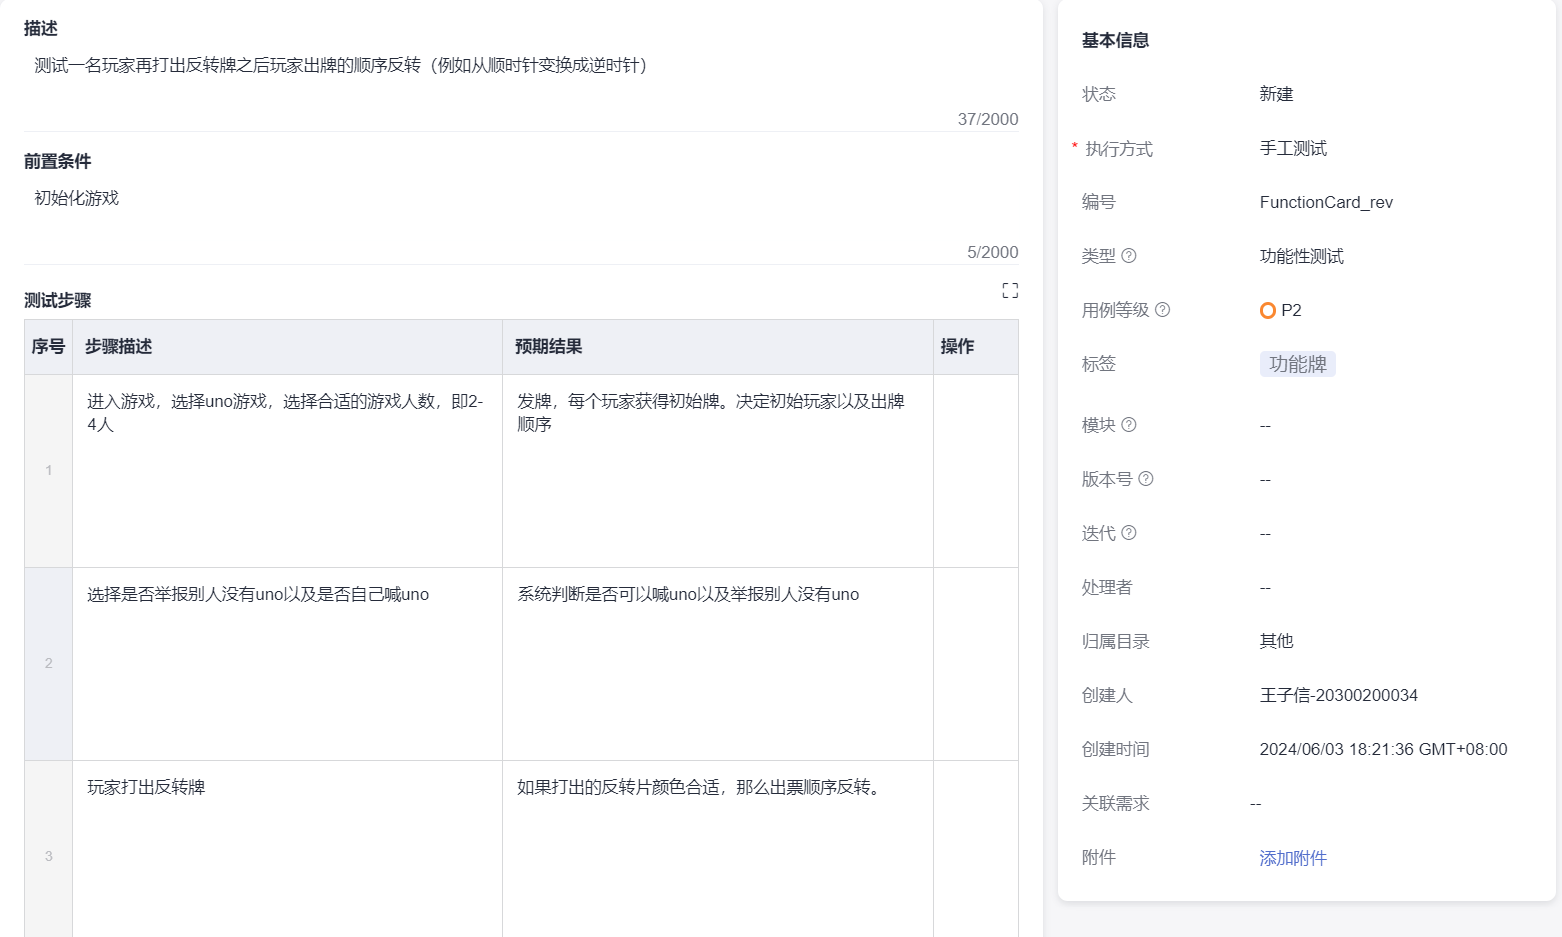 描述
测试一名玩家再打出反转牌之后玩家出牌的顺序反转（例如从顺时针变换成逆时针）
37/2000
前置条件
初始化游戏
5/2000
测试步骤
序号 步骤描述 预期结果 操作
1 进入游戏，选择uno游戏，选择合适的游戏人数，即2-
4人
发牌，每个玩家获得初始牌。决定初始玩家以及出牌
顺序
2 选择是否举报别人没有uno以及是否自己喊uno 系统判断是否可以喊uno以及举报别人没有uno
3 玩家打出反转牌 如果打出的反转片颜色合适，那么出票顺序反转。
基本信息
状态 新建
* 执行方式 手工测试
编号 FunctionCard_rev
类型 功能性测试
用例等级 P2
标签 功能牌
模块 --
版本号 --
迭代 --
处理者 --
归属目录 其他
创建人 王子信-20300200034
创建时间 2024/06/03 18:21:36 GMT+08:00
关联需求 --
附件 添加附件